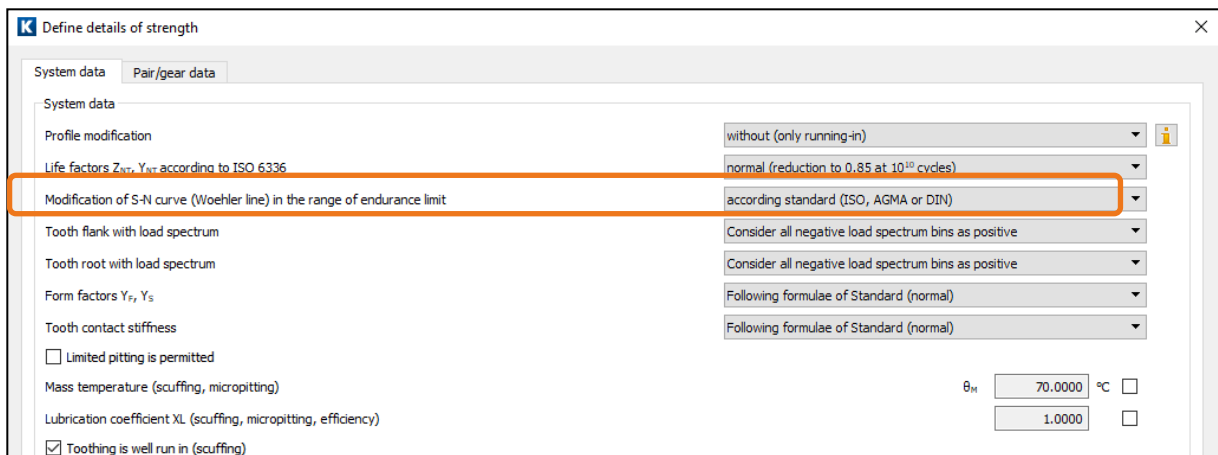 K Define details of strength
System data Pair/gear data
System data
Profile modification without (only running-in)
Life factors Z_NT, Y_NT according to ISO 6336 normal (reduction to 0.85 at 10¹⁰ cycles)
Modification of S-N curve (Woehler line) in the range of endurance limit according standard (ISO, AGMA or DIN)
Tooth flank with load spectrum Consider all negative load spectrum bins as positive
Tooth root with load spectrum Consider all negative load spectrum bins as positive
Form factors Y_F, Y_S Following formulae of Standard (normal)
Tooth contact stiffness Following formulae of Standard (normal)
Limited pitting is permitted
Mass temperature (scuffing, micropitting) θ_M 70.0000 °C
Lubrication coefficient XL (scuffing, micropitting, efficiency) 1.0000
Toothing is well run in (scuffing)